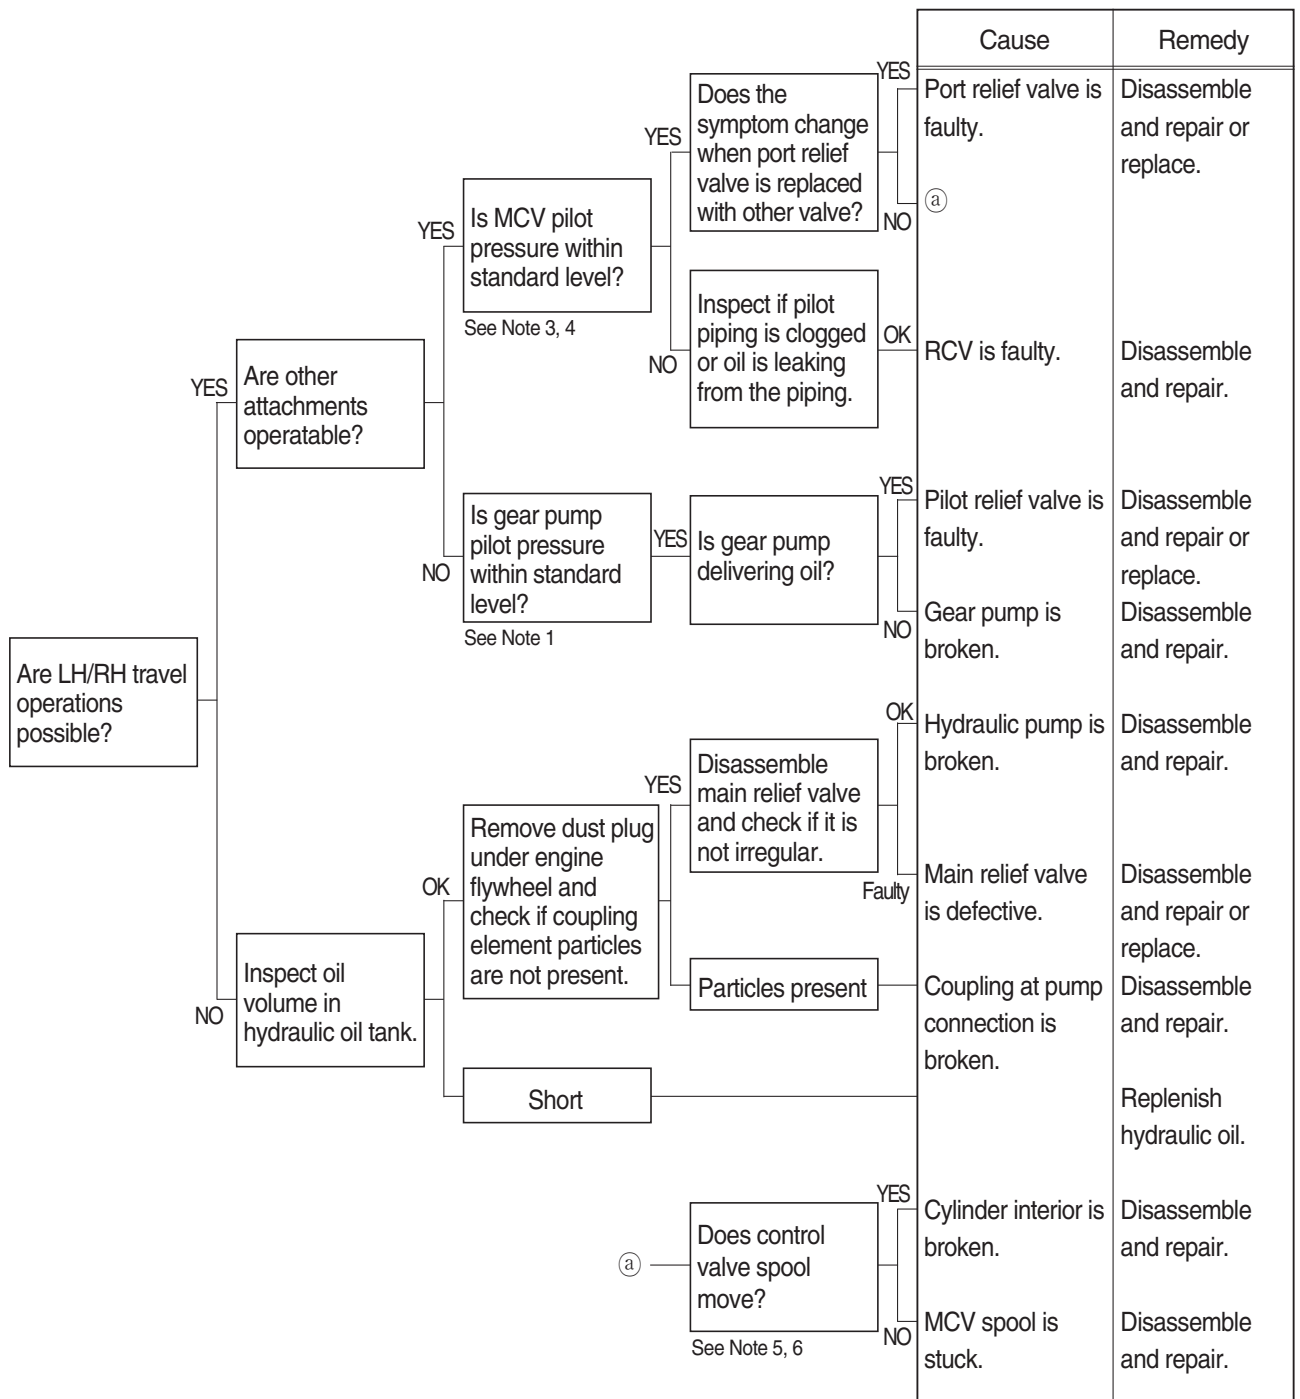 Cause
Remedy
YES
Does the
symptom change
when port relief
valve is replaced
with other valve?
NO
Port relief valve is
faulty.
Disassemble
and repair or
replace.
ⓐ
YES
Is MCV pilot
pressure within
standard level?
See Note 3, 4
YES
NO
Inspect if pilot
piping is clogged
or oil is leaking
from the piping.
OK
RCV is faulty.
Disassemble
and repair.
YES
Are other
attachments
operatable?
NO
Is gear pump
pilot pressure
within standard
level?
See Note 1
YES
Is gear pump
delivering oil?
YES
Pilot relief valve is
faulty.
Disassemble
and repair or
replace.
NO
Gear pump is
broken.
Disassemble
and repair.
Are LH/RH travel
operations
possible?
NO
Inspect oil
volume in
hydraulic oil tank.
OK
Remove dust plug
under engine
flywheel and
check if coupling
element particles
are not present.
YES
Disassemble
main relief valve
and check if it is
not irregular.
OK
Hydraulic pump is
broken.
Disassemble
and repair.
Faulty
Main relief valve
is defective.
Disassemble
and repair or
replace.
Particles present
Coupling at pump
connection is
broken.
Disassemble
and repair.
Short
Replenish
hydraulic oil.
ⓐ
Does control
valve spool
move?
See Note 5, 6
YES
Cylinder interior is
broken.
Disassemble
and repair.
NO
MCV spool is
stuck.
Disassemble
and repair.